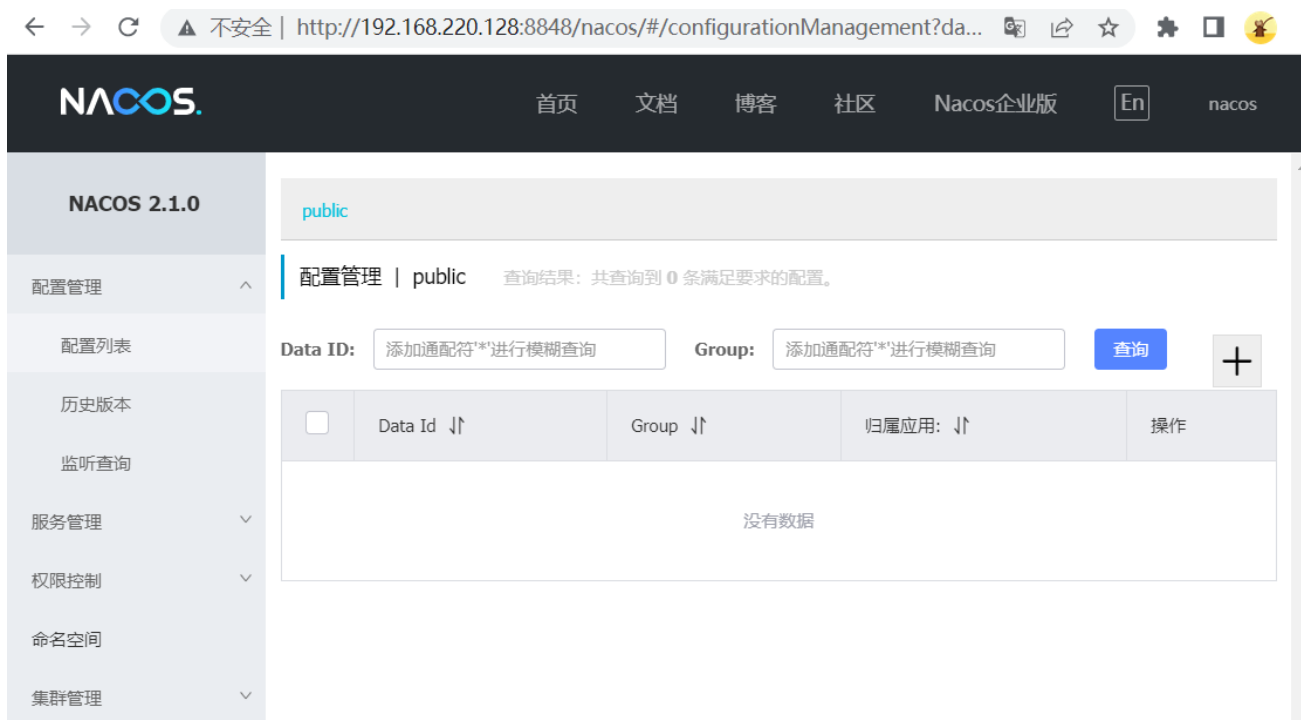 不安全 | http://192.168.220.128:8848/nacos/#/configurationManagement?da...
NACOS.
首页 文档 博客 社区 Nacos企业版 En nacos
NACOS 2.1.0
配置管理
配置列表
历史版本
监听查询
服务管理
权限控制
命名空间
集群管理
public
配置管理 | public 查询结果：共查询到 0 条满足要求的配置。
Data ID: 添加通配符'*'进行模糊查询 Group: 添加通配符'*'进行模糊查询 查询
Data Id Group 归属应用: 操作
没有数据